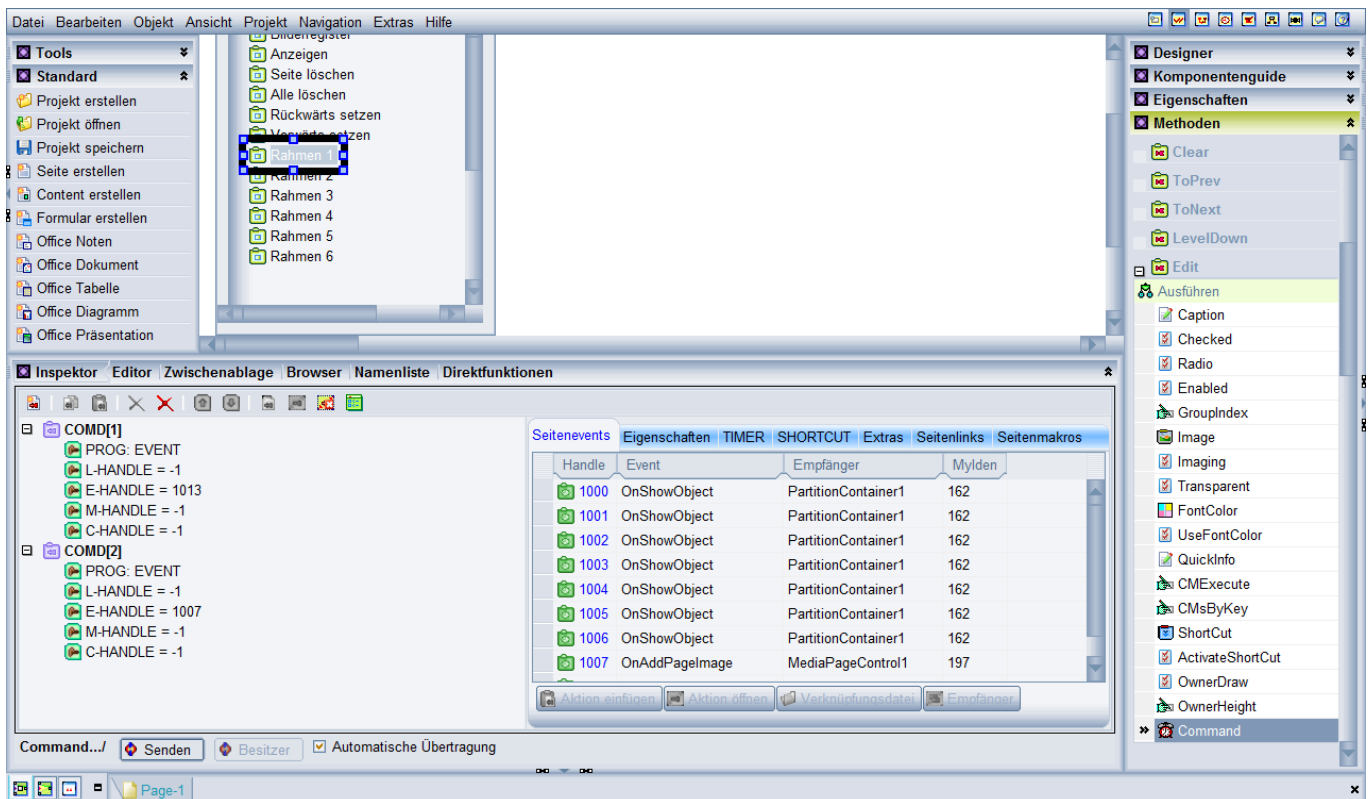 Datei Bearbeiten Objekt Ansicht Projekt Navigation Extras Hilfe
Tools
Standard
Projekt erstellen
Projekt öffnen
Projekt speichern
Seite erstellen
Content erstellen
Formular erstellen
Office Noten
Office Dokument
Office Tabelle
Office Diagramm
Office Präsentation
Bilderregister
Anzeigen
Seite löschen
Alle löschen
Rückwärts setzen
Vorwärts setzen
Rahmen 1
Rahmen 2
Rahmen 3
Rahmen 4
Rahmen 5
Rahmen 6
Designer
Komponentenguide
Eigenschaften
Methoden
Clear
ToPrev
ToNext
LevelDown
Edit
Ausführen
Caption
Checked
Radio
Enabled
GroupIndex
Image
Imaging
Transparent
FontColor
UseFontColor
QuickInfo
CMExecute
CMsByKey
ShortCut
ActivateShortCut
OwnerDraw
OwnerHeight
Command
Inspektor Editor Zwischenablage Browser Namenliste Direktfunktionen
COMD[1]
PROG: EVENT
L-HANDLE = -1
E-HANDLE = 1013
M-HANDLE = -1
C-HANDLE = -1
COMD[2]
PROG: EVENT
L-HANDLE = -1
E-HANDLE = 1007
M-HANDLE = -1
C-HANDLE = -1
Seitenevents Eigenschaften TIMER SHORTCUT Extras Seitenlinks Seitenmakros
Handle Event Empfänger Mylden
1000 OnShowObject PartitionContainer1 162
1001 OnShowObject PartitionContainer1 162
1002 OnShowObject PartitionContainer1 162
1003 OnShowObject PartitionContainer1 162
1004 OnShowObject PartitionContainer1 162
1005 OnShowObject PartitionContainer1 162
1006 OnShowObject PartitionContainer1 162
1007 OnAddPageImage MediaPageControl1 197
Aktion einfügen Aktion öffnen Verknüpfungsdatei Empfänger
Command.../ Senden Besitzer Automatische Übertragung
Page-1